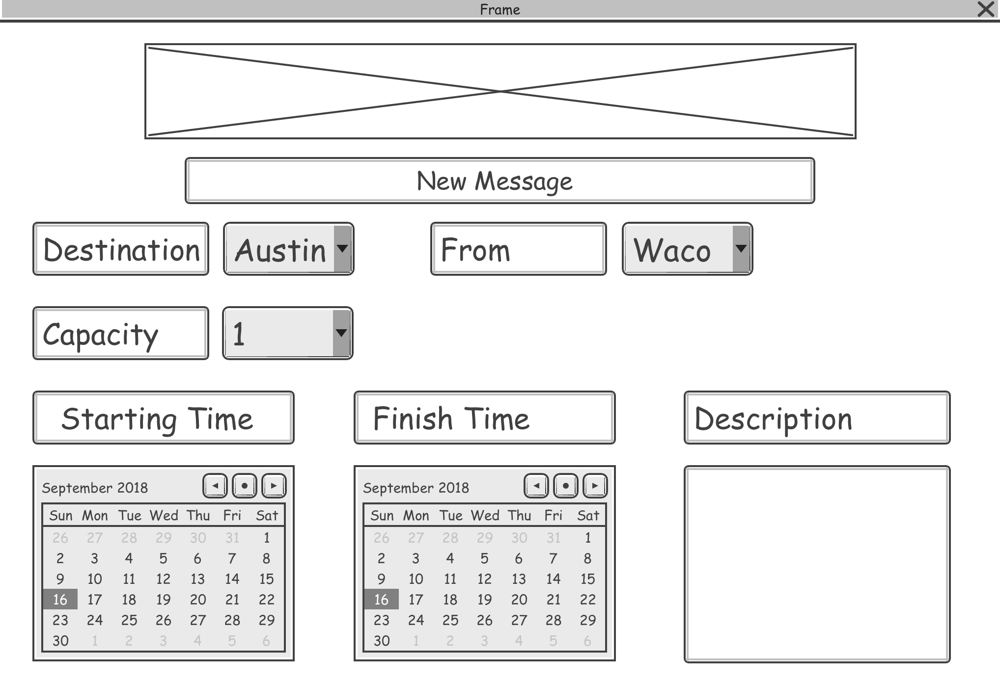 Frame
New Message
Destination Austin From Waco
Capacity 1
Starting Time Finish Time Description
September 2018
Sun Mon Tue Wed Thu Fri Sat
26 27 28 29 30 31 1
2 3 4 5 6 7 8
9 10 11 12 13 14 15
16 17 18 19 20 21 22
23 24 25 26 27 28 29
30 1 2 3 4 5 6
September 2018
Sun Mon Tue Wed Thu Fri Sat
26 27 28 29 30 31 1
2 3 4 5 6 7 8
9 10 11 12 13 14 15
16 17 18 19 20 21 22
23 24 25 26 27 28 29
30 1 2 3 4 5 6